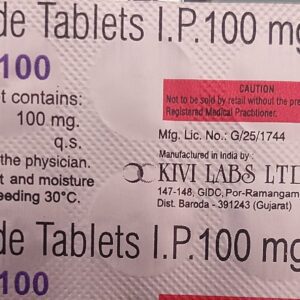 de Tablets I.P. 100 mg
100
et contains:
100 mg.
q.s.
the physician.
t and moisture
eeding 30°C.
CAUTION
Not to be sold by retail without the pre
Registered Medical Practitioner.
Mfg. Lic. No.: G/25/1744
Manufactured in India by:
KIVI LABS LTD
147-148, GIDC, Por-Ramangam
Dist. Baroda - 391243 (Gujarat)
de Tablets I.P. 100 mg
100